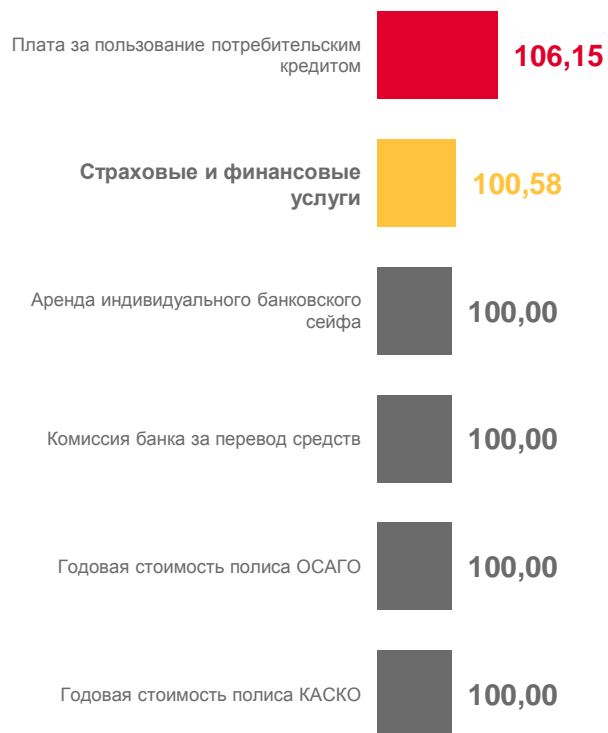 Плата за пользование потребительским
кредитом
106,15
Страховые и финансовые
услуги
100,58
Аренда индивидуального банковского
сейфа
100,00
Комиссия банка за перевод средств
100,00
Годовая стоимость полиса ОСАГО
100,00
Годовая стоимость полиса КАСКО
100,00